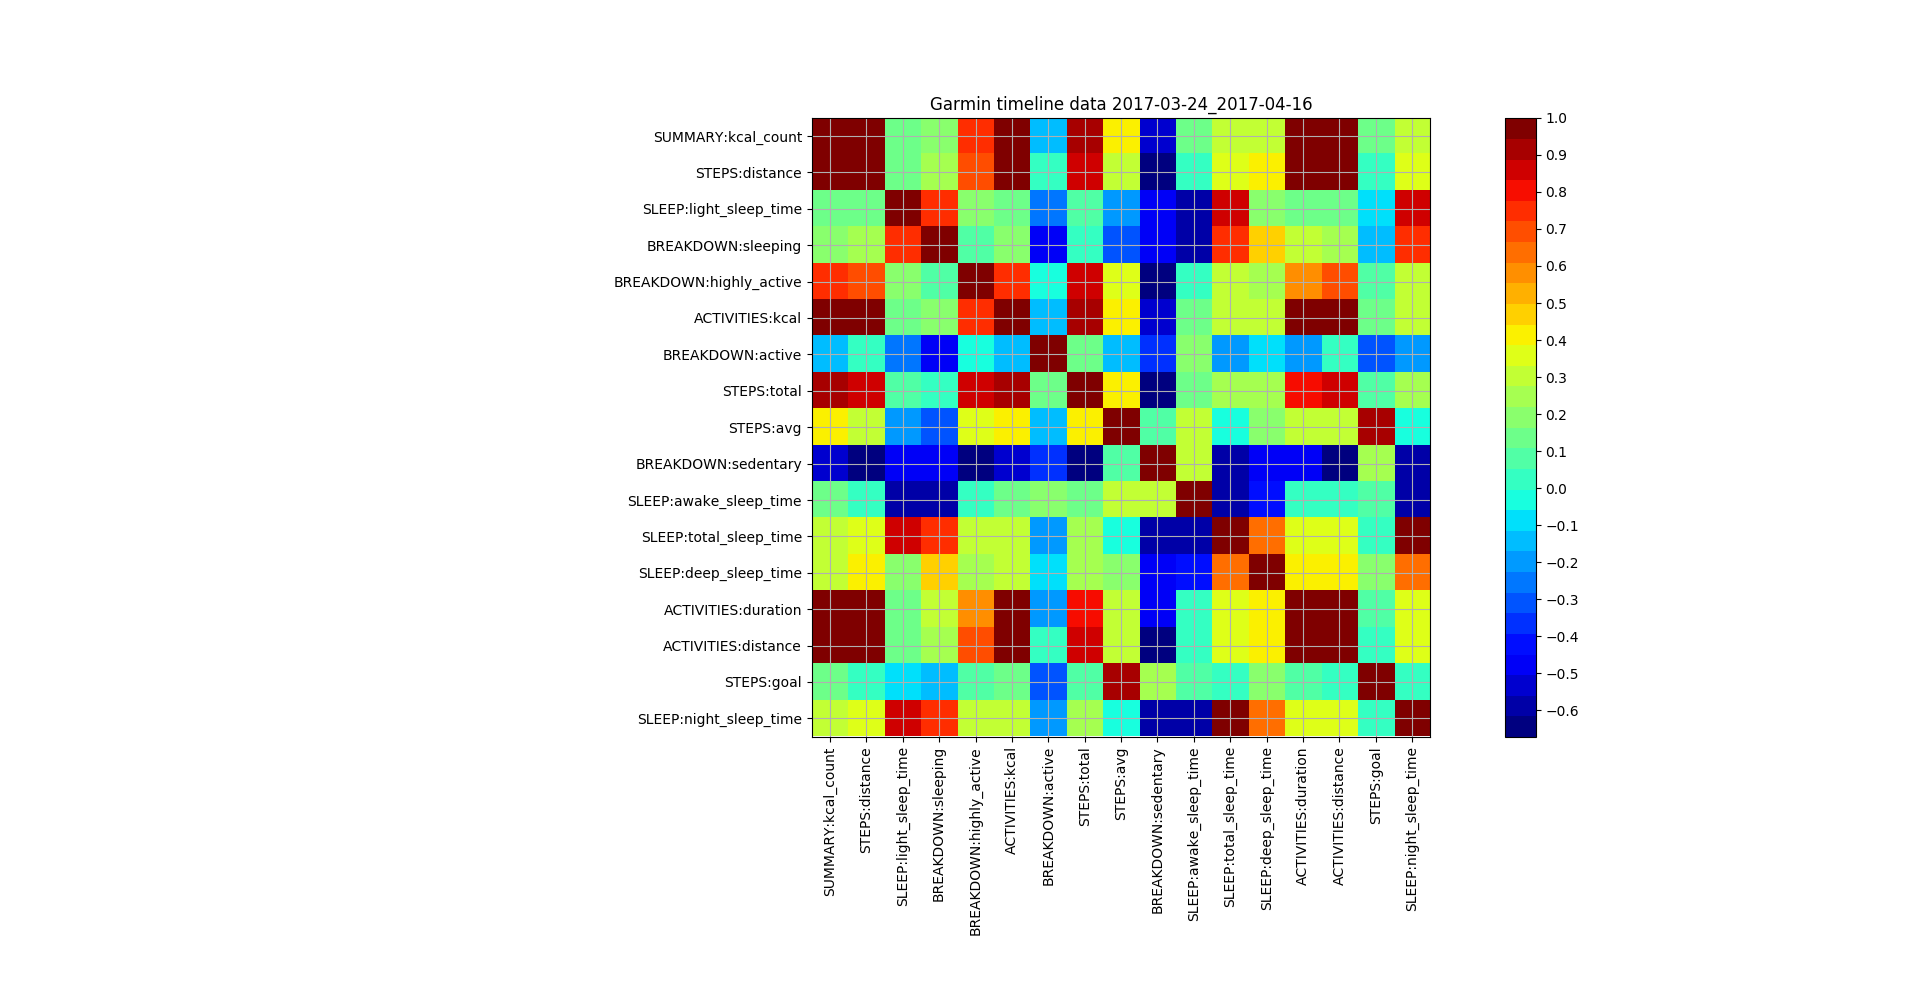 Garmin timeline data 2017-03-24_2017-04-16
SUMMARY:kcal_count
STEPS:distance
SLEEP:light_sleep_time
BREAKDOWN:sleeping
BREAKDOWN:highly_active
ACTIVITIES:kcal
BREAKDOWN:active
STEPS:total
STEPS:avg
BREAKDOWN:sedentary
SLEEP:awake_sleep_time
SLEEP:total_sleep_time
SLEEP:deep_sleep_time
ACTIVITIES:duration
ACTIVITIES:distance
STEPS:goal
SLEEP:night_sleep_time
SUMMARY:kcal_count
STEPS:distance
SLEEP:light_sleep_time
BREAKDOWN:sleeping
BREAKDOWN:highly_active
ACTIVITIES:kcal
BREAKDOWN:active
STEPS:total
STEPS:avg
BREAKDOWN:sedentary
SLEEP:awake_sleep_time
SLEEP:total_sleep_time
SLEEP:deep_sleep_time
ACTIVITIES:duration
ACTIVITIES:distance
STEPS:goal
SLEEP:night_sleep_time
1.0
0.9
0.8
0.7
0.6
0.5
0.4
0.3
0.2
0.1
0.0
−0.1
−0.2
−0.3
−0.4
−0.5
−0.6